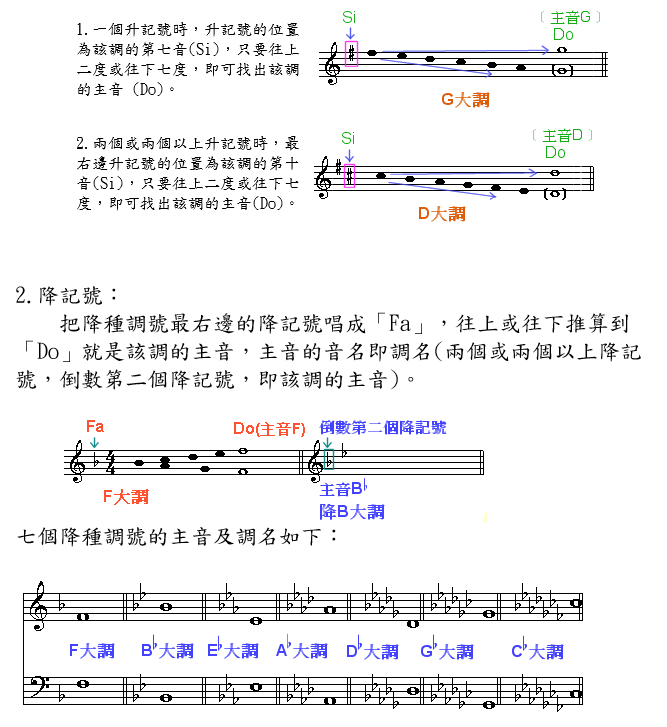 Si
〔 主音G 〕
Do
1.一個升記號時，升記號的位置
為該調的第七音(Si)，只要往上
二度或往下七度，即可找出該調
的主音 (Do)。
G大調
Si
〔 主音D 〕
Do
2.兩個或兩個以上升記號時，最
右邊升記號的位置為該調的第十
音(Si)，只要往上二度或往下七
度，即可找出該調的主音(Do)。
D大調
2.降記號：
把降種調號最右邊的降記號唱成「Fa」，往上或往下推算到
「Do」就是該調的主音，主音的音名即調名(兩個或兩個以上降記
號，倒數第二個降記號，即該調的主音)。
Fa
Do(主音F)
倒數第二個降記號
4
4
F大調
主音B♭
降B大調
七個降種調號的主音及調名如下：
F大調 B♭大調 E♭大調 A♭大調 D♭大調 G♭大調 C♭大調